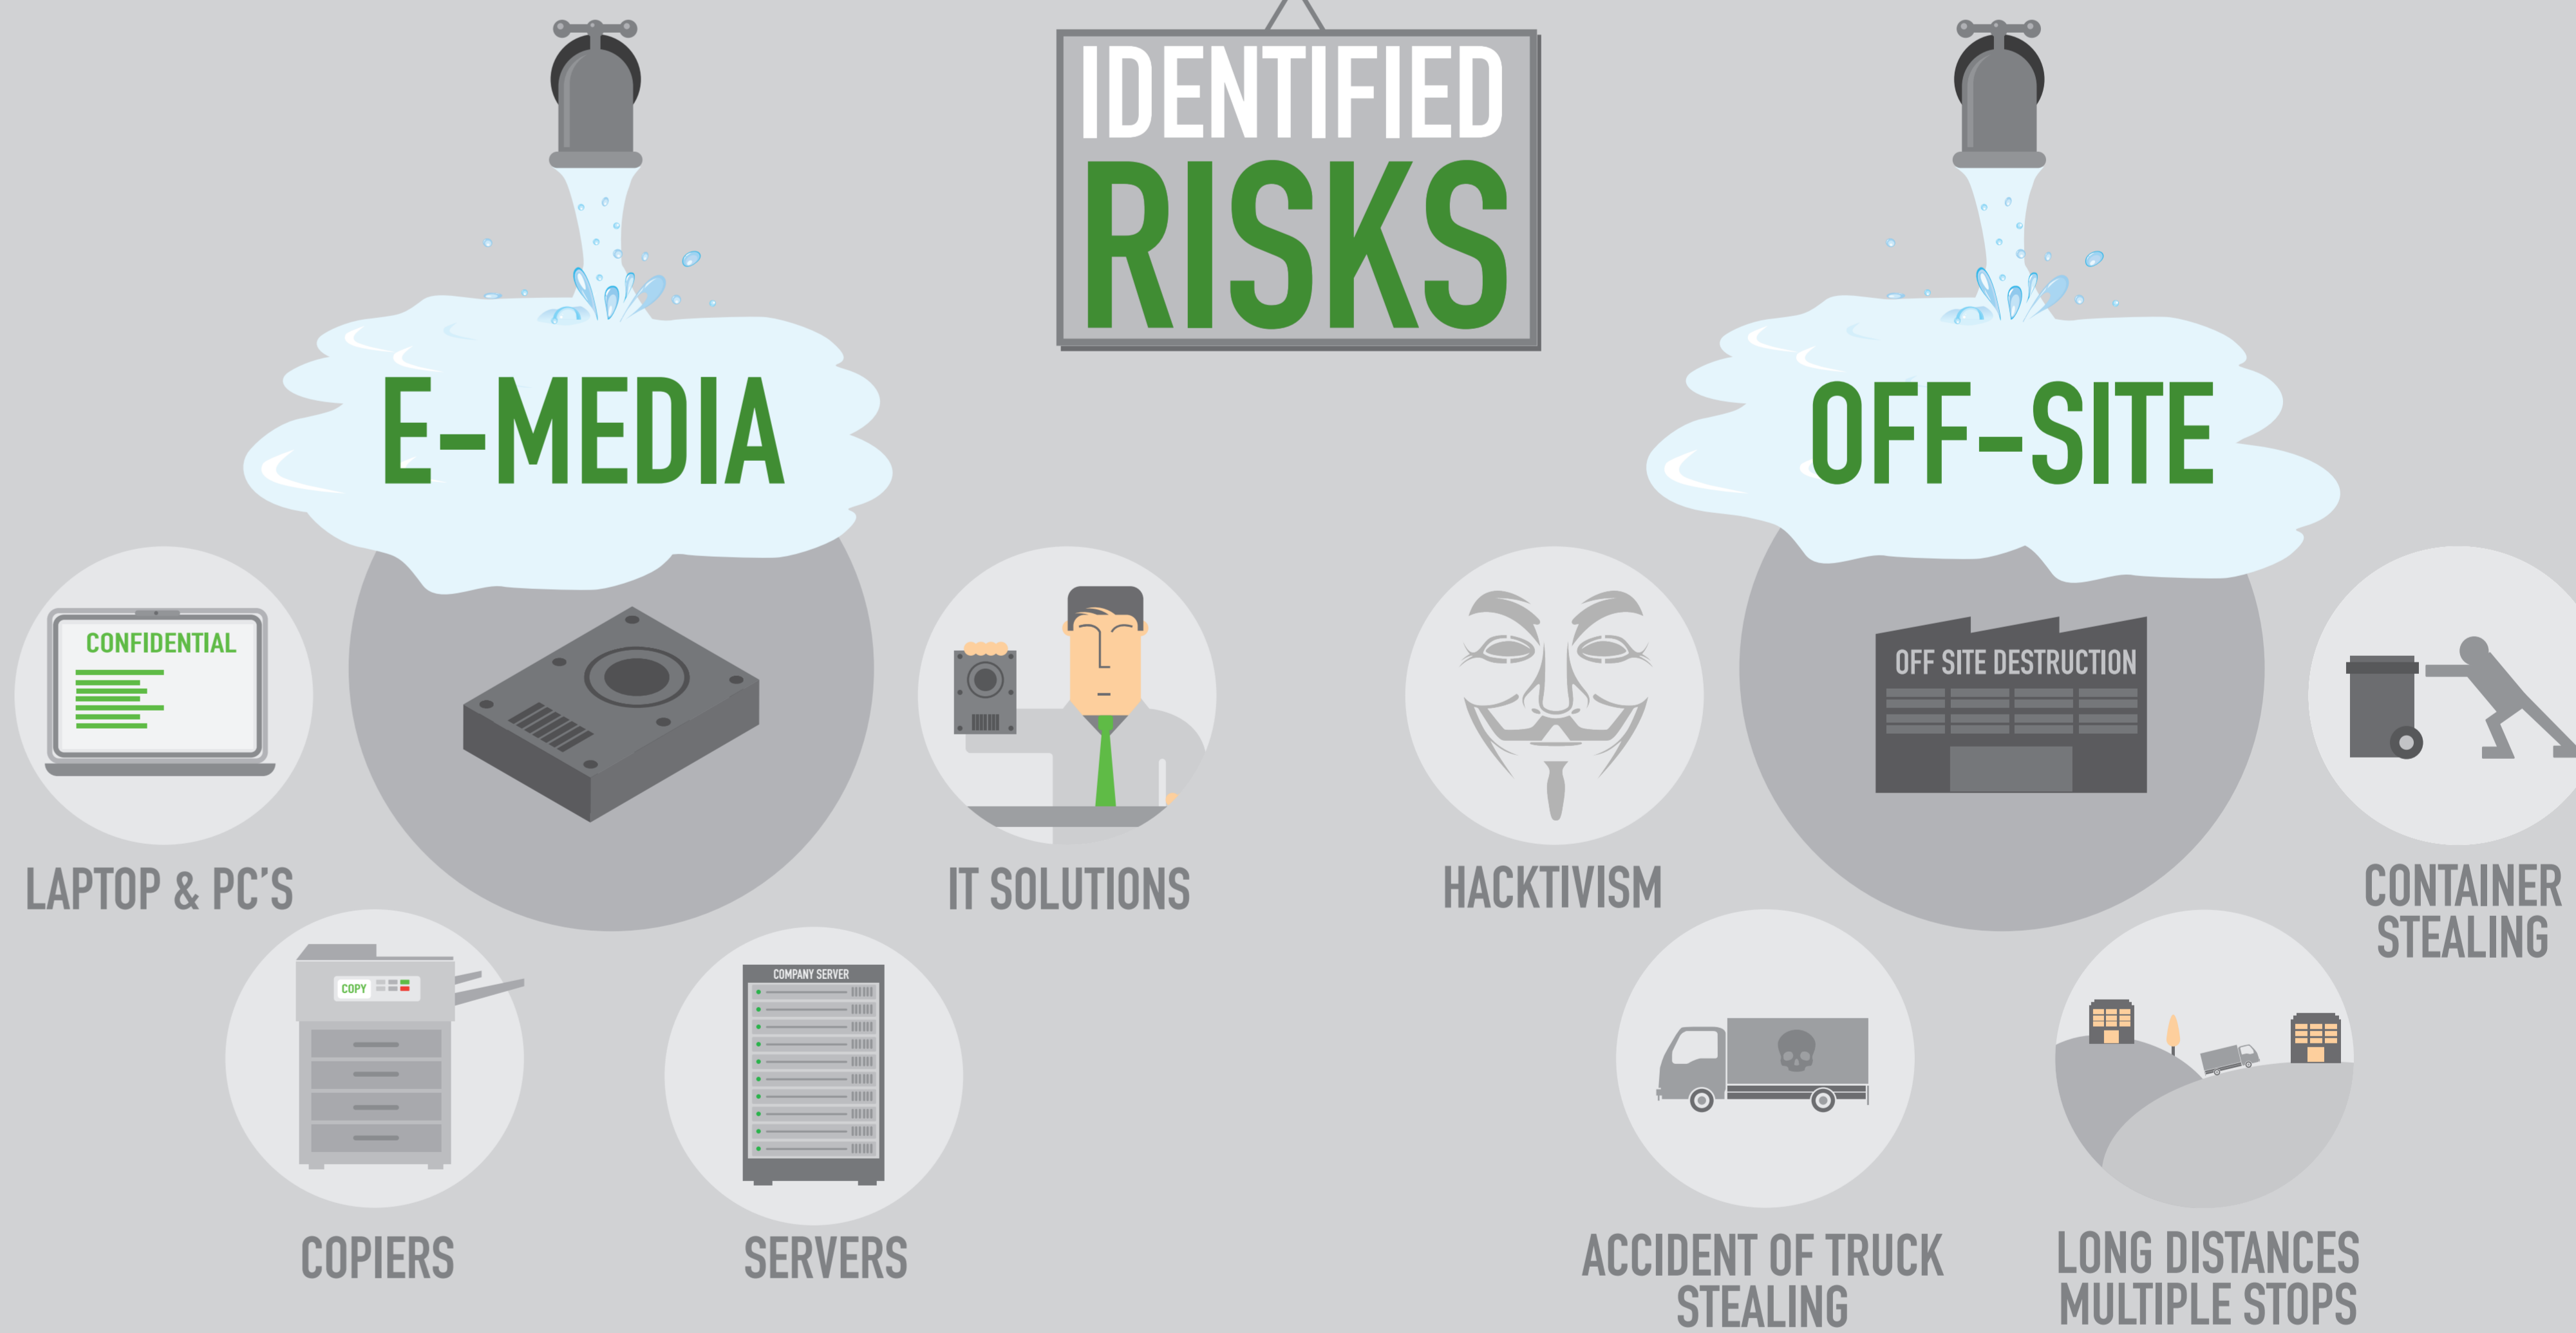 IDENTIFIED
RISKS
E-MEDIA
CONFIDENTIAL
LAPTOP & PC'S
IT SOLUTIONS
COPY
COPIERS
COMPANY SERVER
SERVERS
OFF-SITE
HACKTIVISM
OFF SITE DESTRUCTION
CONTAINER
STEALING
ACCIDENT OF TRUCK
STEALING
LONG DISTANCES
MULTIPLE STOPS